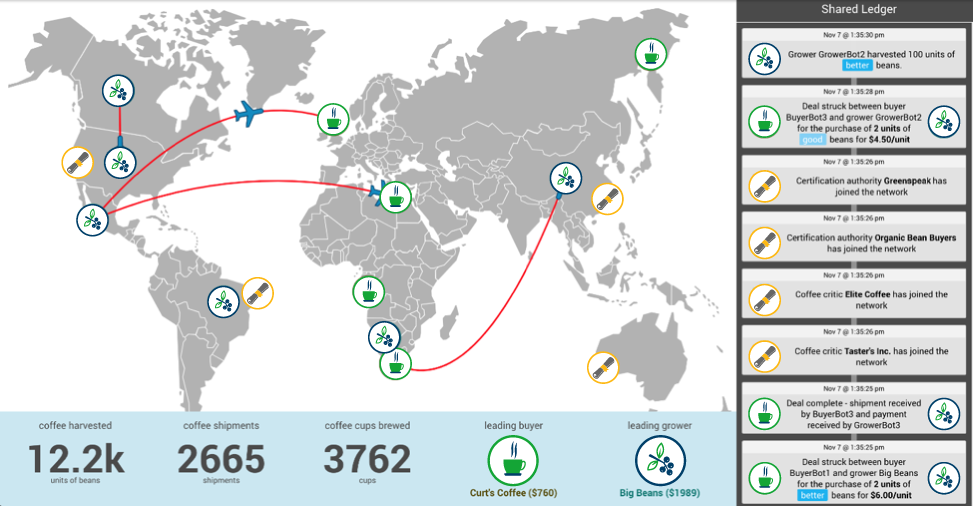 Shared Ledger
Nov 7 @ 1:35:30 pm
Grower GrowerBot2 harvested 100 units of
better beans.
Nov 7 @ 1:35:28 pm
Deal struck between buyer
BuyerBot3 and grower GrowerBot2
for the purchase of 2 units of
good beans for $4.50/unit
Nov 7 @ 1:35:26 pm
Certification authority Greenspeak has
joined the network
Nov 7 @ 1:35:26 pm
Certification authority Organic Bean Buyers
has joined the network
Nov 7 @ 1:35:26 pm
Coffee critic Elite Coffee has joined the
network
Nov 7 @ 1:35:26 pm
Coffee critic Taster's Inc. has joined the
network
Nov 7 @ 1:35:25 pm
Deal complete - shipment received
by BuyerBot3 and payment
received by GrowerBot3
Nov 7 @ 1:35:25 pm
Deal struck between buyer
BuyerBot1 and grower Big Beans
for the purchase of 2 units of
better beans for $6.00/unit
coffee harvested
12.2k
units of beans
coffee shipments
2665
shipments
coffee cups brewed
3762
cups
leading buyer
Curt's Coffee ($760)
leading grower
Big Beans ($1989)